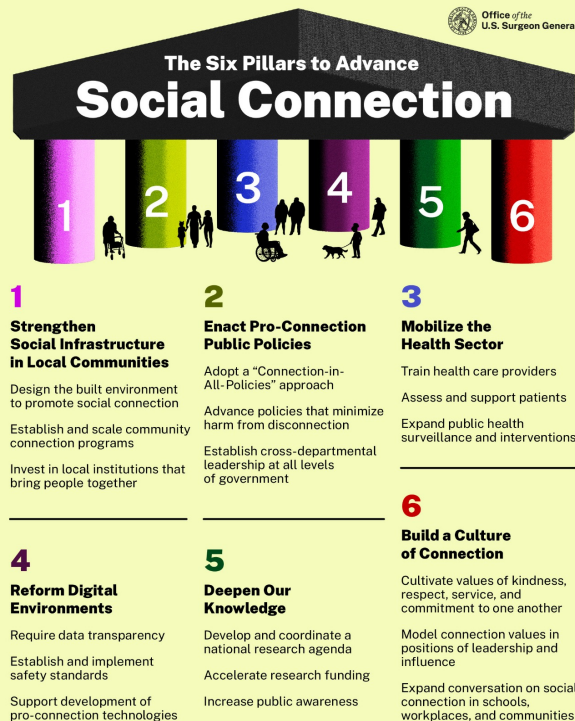 Office of the
U.S. Surgeon General
The Six Pillars to Advance
Social Connection
1
2
3
4
5
6
1
Strengthen
Social Infrastructure
in Local Communities
Design the built environment
to promote social connection
Establish and scale community
connection programs
Invest in local institutions that
bring people together
2
Enact Pro-Connection
Public Policies
Adopt a “Connection-in-
All-Policies” approach
Advance policies that minimize
harm from disconnection
Establish cross-departmental
leadership at all levels
of government
3
Mobilize the
Health Sector
Train health care providers
Assess and support patients
Expand public health
surveillance and interventions
4
Reform Digital
Environments
Require data transparency
Establish and implement
safety standards
Support development of
pro-connection technologies
5
Deepen Our
Knowledge
Develop and coordinate a
national research agenda
Accelerate research funding
Increase public awareness
6
Build a Culture
of Connection
Cultivate values of kindness,
respect, service, and
commitment to one another
Model connection values in
positions of leadership and
influence
Expand conversation on social
connection in schools,
workplaces, and communities